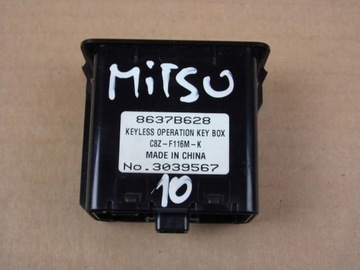 MiTSU
8637B628
KEYLESS OPERATION KEY BOX
C8Z-F116M-K
MADE IN CHINA
No.3039567
10